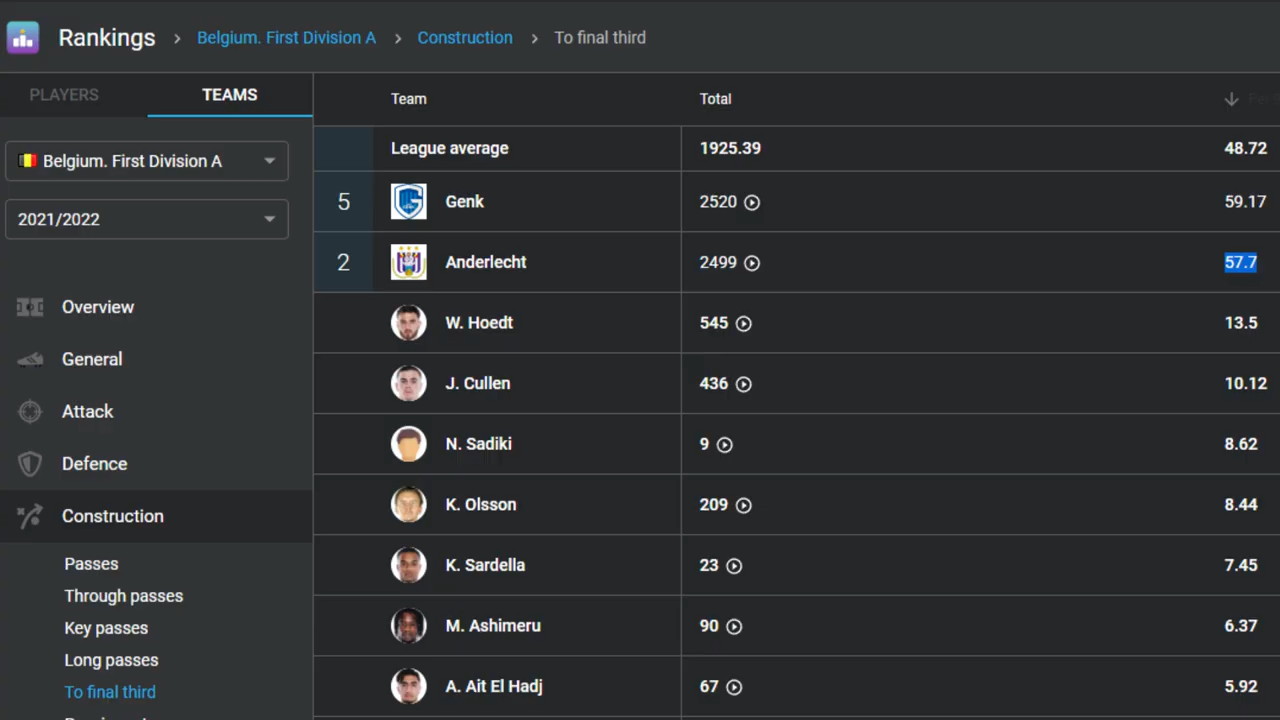 Rankings > Belgium. First Division A > Construction > To final third
PLAYERS TEAMS
Belgium. First Division A
2021/2022
Overview
General
Attack
Defence
Construction
Passes
Through passes
Key passes
Long passes
To final third
Team Total
League average 1925.39 48.72
5 Genk 2520 59.17
2 Anderlecht 2499 57.7
W. Hoedt 545 13.5
J. Cullen 436 10.12
N. Sadiki 9 8.62
K. Olsson 209 8.44
K. Sardella 23 7.45
M. Ashimeru 90 6.37
A. Ait El Hadj 67 5.92